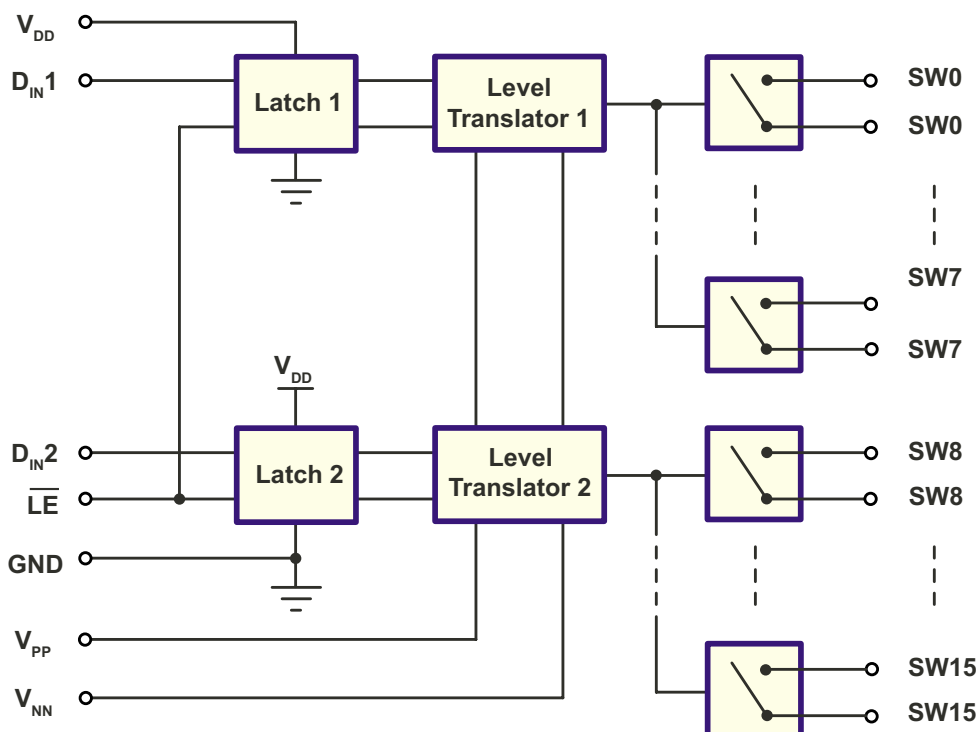 VDD
DIN1
Latch 1
Level
Translator 1
SW0
SW0
SW7
SW7
VDD
DIN2
LE
GND
VPP
VNN
Latch 2
Level
Translator 2
SW8
SW8
SW15
SW15